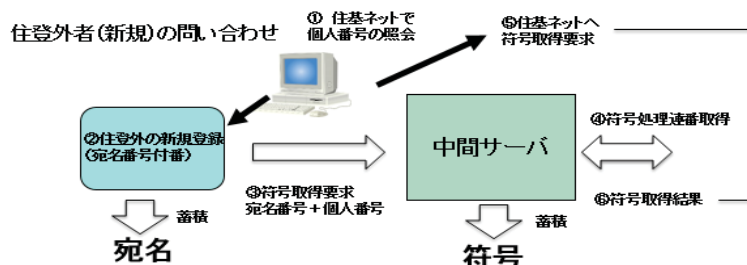 住登外者(新規)の問い合わせ
① 住基ネットで
個人番号の照会
⑤住基ネットへ
符号取得要求
②住登外の新規登録
(宛名番号付番)
③符号取得要求
宛名番号＋個人番号
中間サーバ
④符号処理連番取得
⑥符号取得結果
蓄積
宛名
蓄積
符号